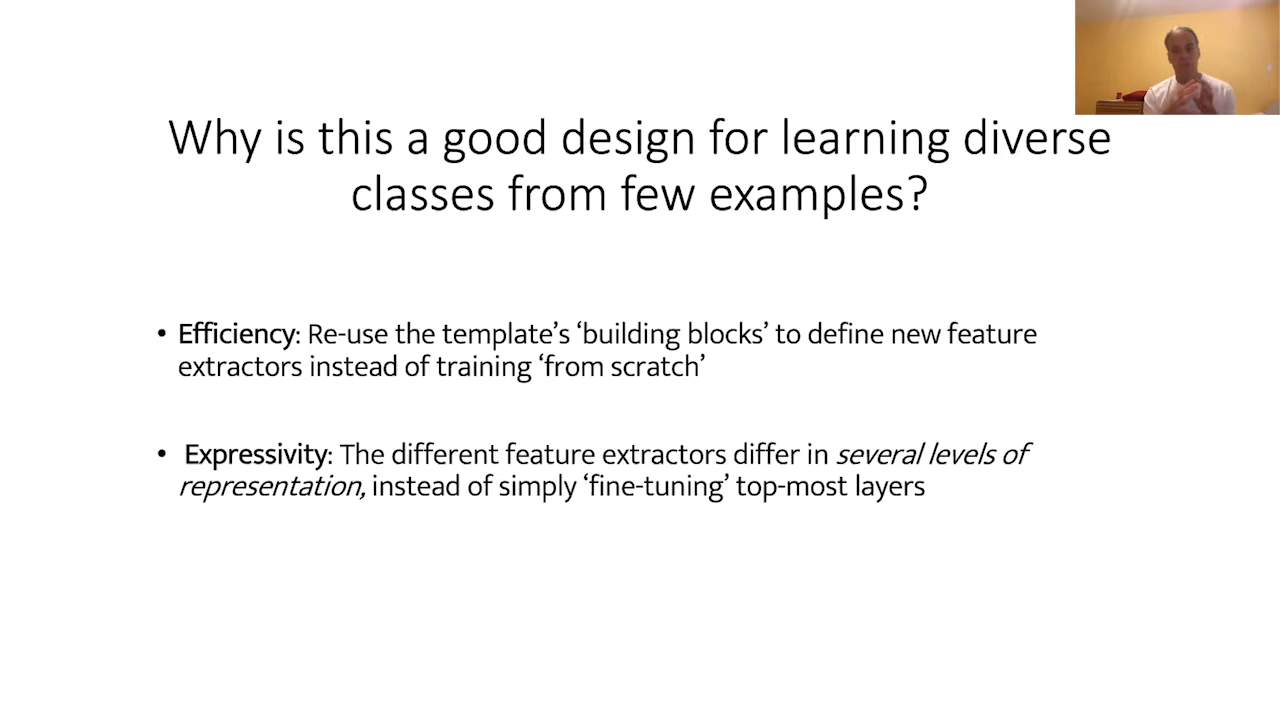 Why is this a good design for learning diverse
classes from few examples?
• Efficiency: Re-use the template’s ‘building blocks’ to define new feature
extractors instead of training ‘from scratch’
• Expressivity: The different feature extractors differ in several levels of
representation, instead of simply ‘fine-tuning’ top-most layers